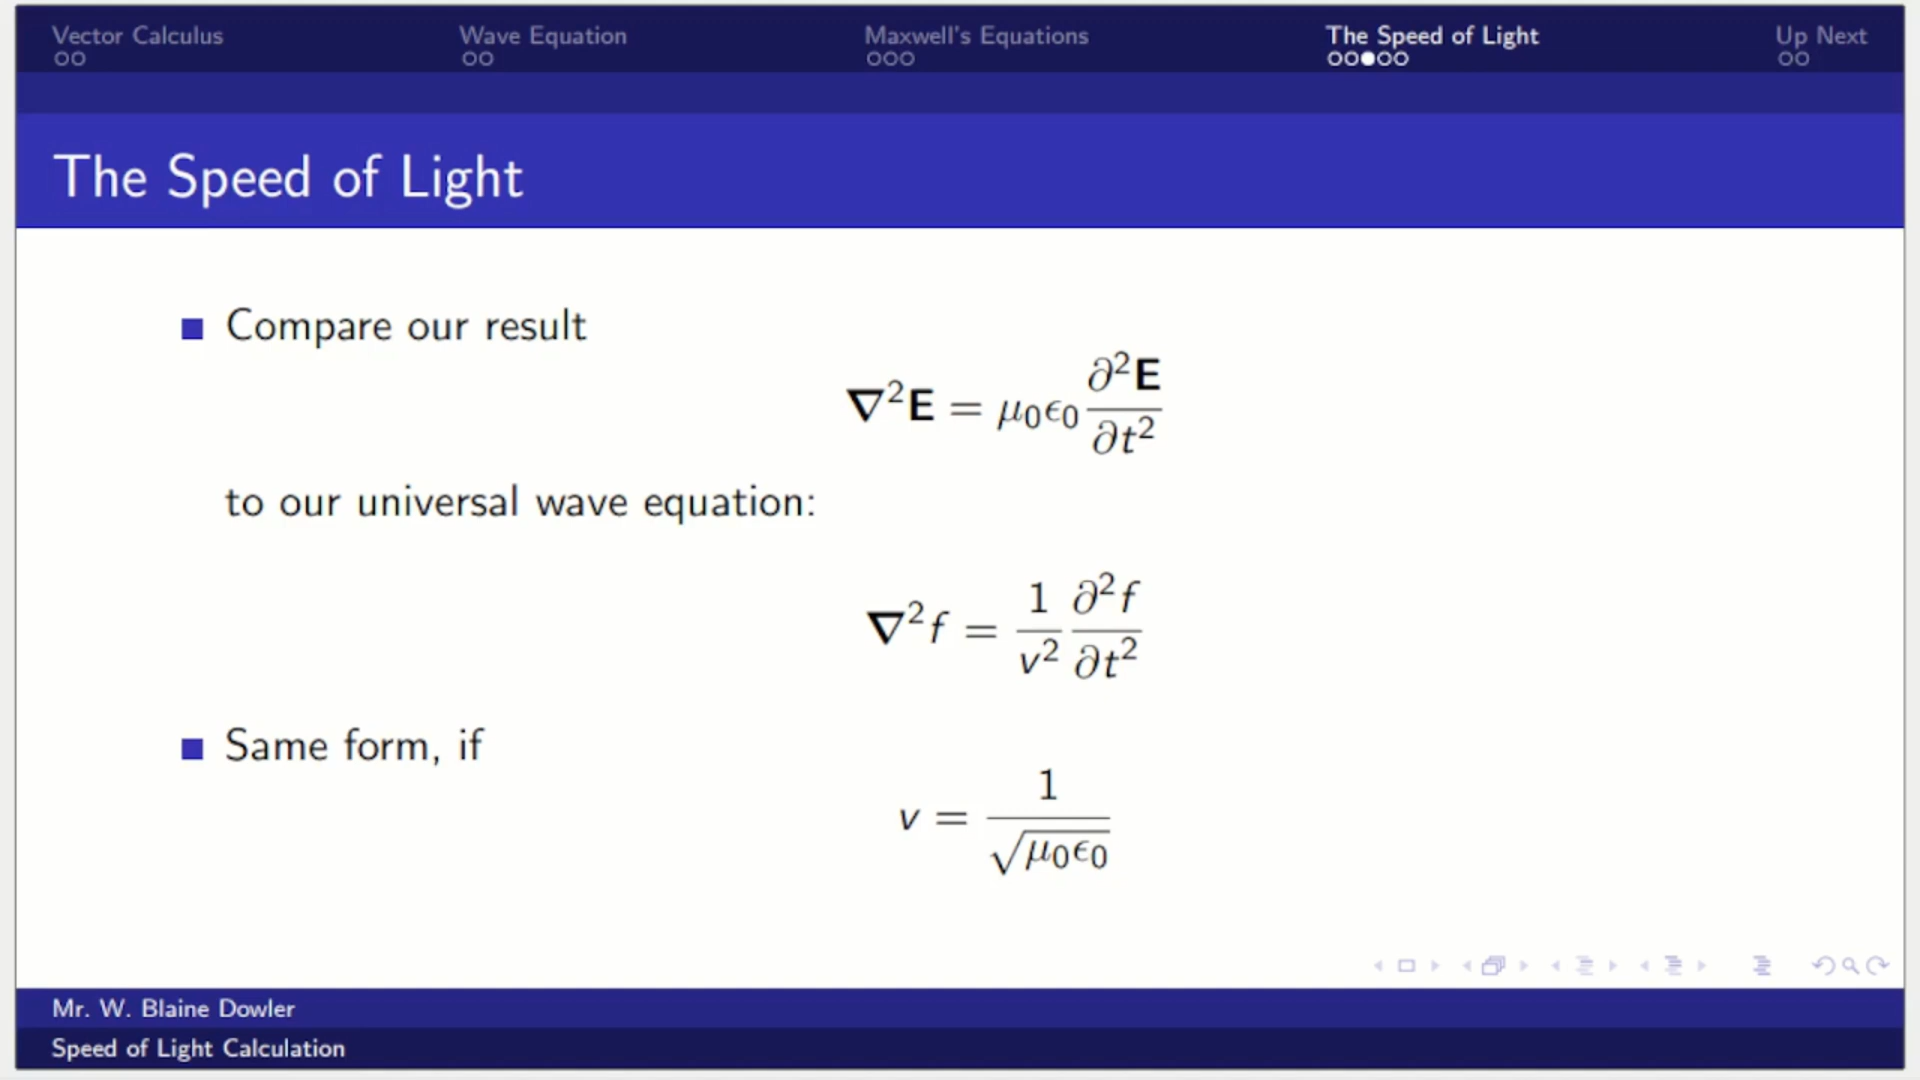 Vector Calculus Wave Equation Maxwell's Equations The Speed of Light Up Next
The Speed of Light
Compare our result
∇²E = μ₀ϵ₀ ∂²E/∂t²
to our universal wave equation:
∇²f = 1/v² ∂²f/∂t²
Same form, if
v = 1/√μ₀ϵ₀
Mr. W. Blaine Dowler
Speed of Light Calculation